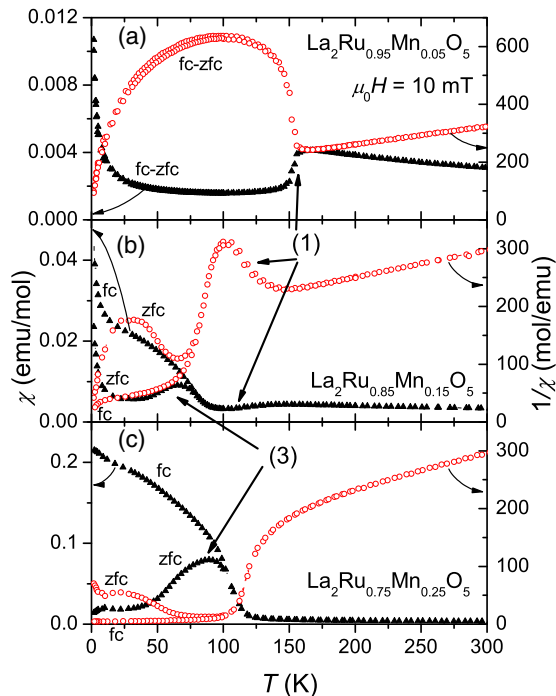 (a)
La₂Ru₀.₉₅Mn₀.₀₅O₅
μ₀H = 10 mT
fc-zfc
fc-zfc
0.012
0.008
0.004
0.000
600
400
200
0
(b)
(1)
fc
zfc
zfc
fc
La₂Ru₀.₈₅Mn₀.₁₅O₅
0.04
0.02
0.00
300
200
100
0
χ (emu/mol)
1/χ (mol/emu)
(c)
(3)
fc
zfc
zfc
fc
La₂Ru₀.₇₅Mn₀.₂₅O₅
0.2
0.1
0.0
300
200
100
0
0 50 100 150 200 250 300
T (K)